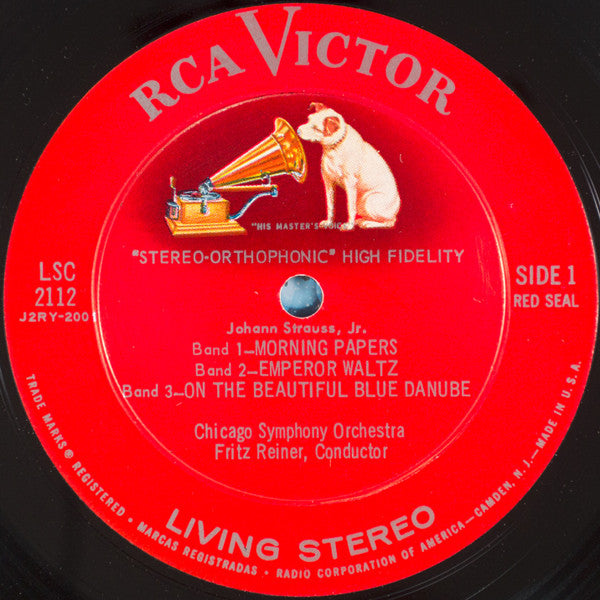 RCA VICTOR
"HIS MASTER'S VOICE"
"STEREO-ORTHOPHONIC" HIGH FIDELITY
LSC
2112
J2RY-200
SIDE 1
RED SEAL
Johann Strauss, Jr.
Band 1—MORNING PAPERS
Band 2—EMPEROR WALTZ
Band 3—ON THE BEAUTIFUL BLUE DANUBE
Chicago Symphony Orchestra
Fritz Reiner, Conductor
LIVING STEREO
TRADE MARKS ® REGISTERED • MARCAS REGISTRADAS • RADIO CORPORATION OF AMERICA—CAMDEN, N. J.—MADE IN U.S.A.